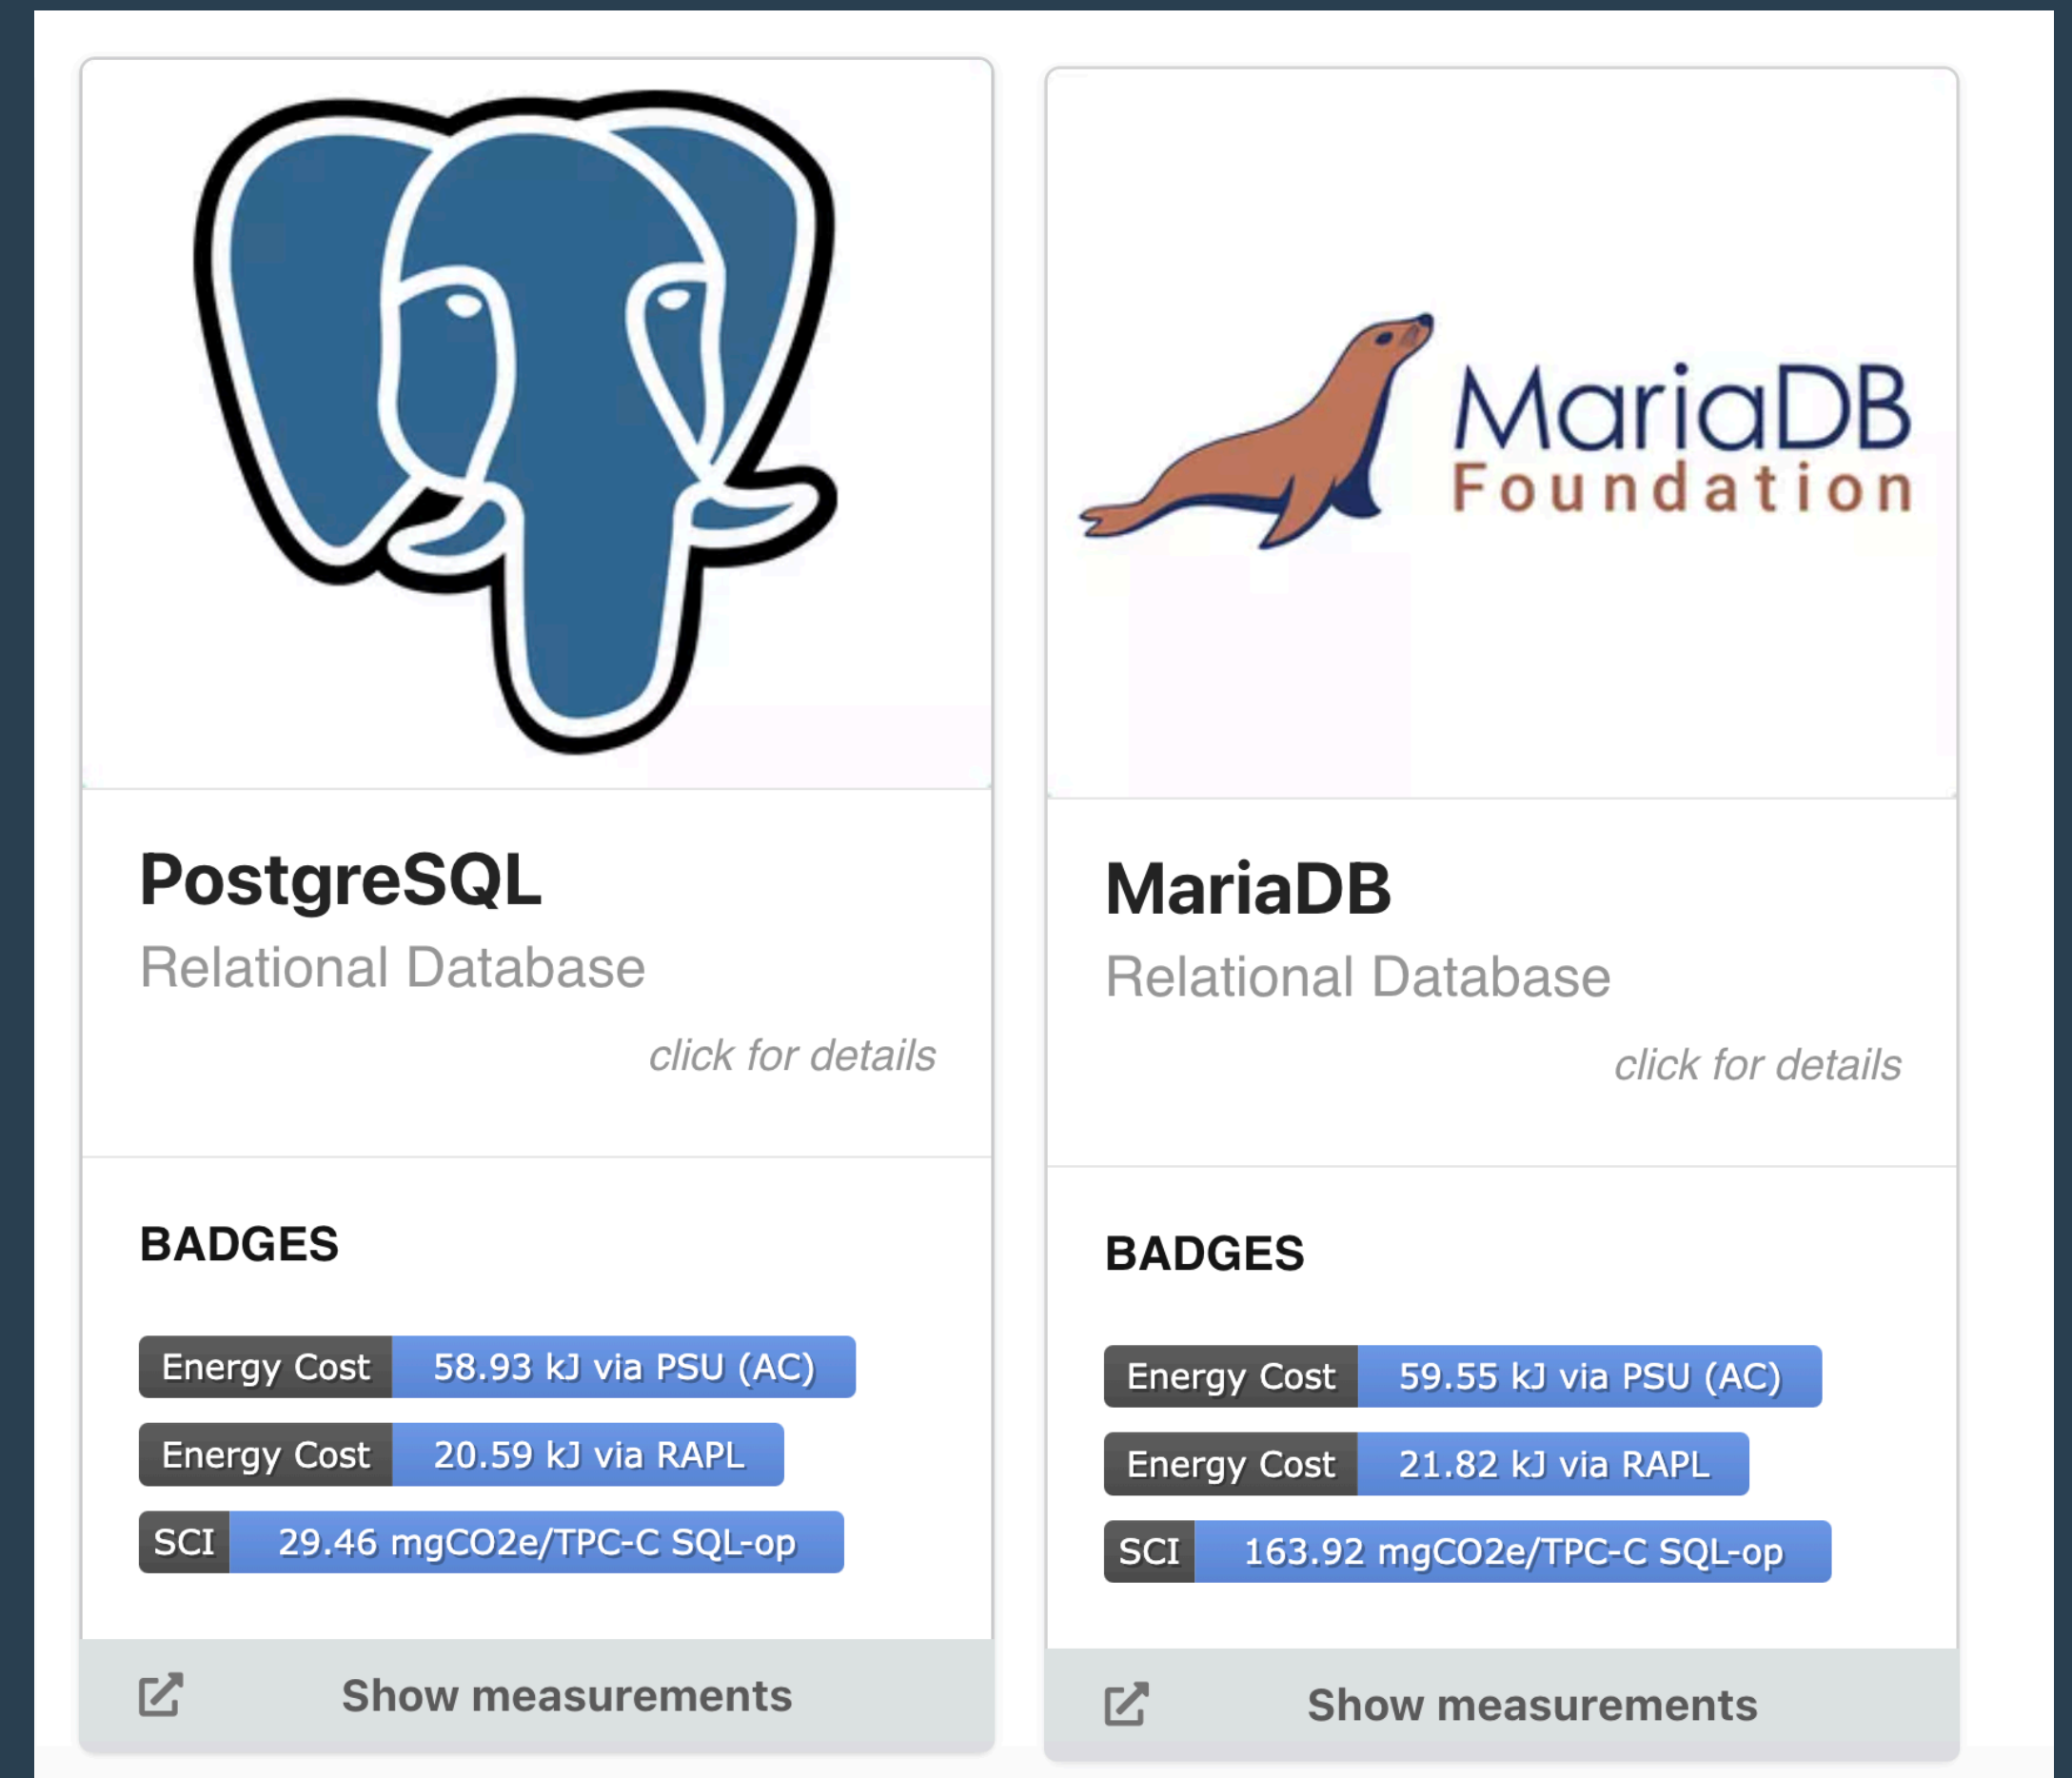 PostgreSQL
Relational Database
click for details
BADGES
Energy Cost 58.93 kJ via PSU (AC)
Energy Cost 20.59 kJ via RAPL
SCI 29.46 mgCO2e/TPC-C SQL-op
Show measurements
MariaDB
Foundation
MariaDB
Relational Database
click for details
BADGES
Energy Cost 59.55 kJ via PSU (AC)
Energy Cost 21.82 kJ via RAPL
SCI 163.92 mgCO2e/TPC-C SQL-op
Show measurements